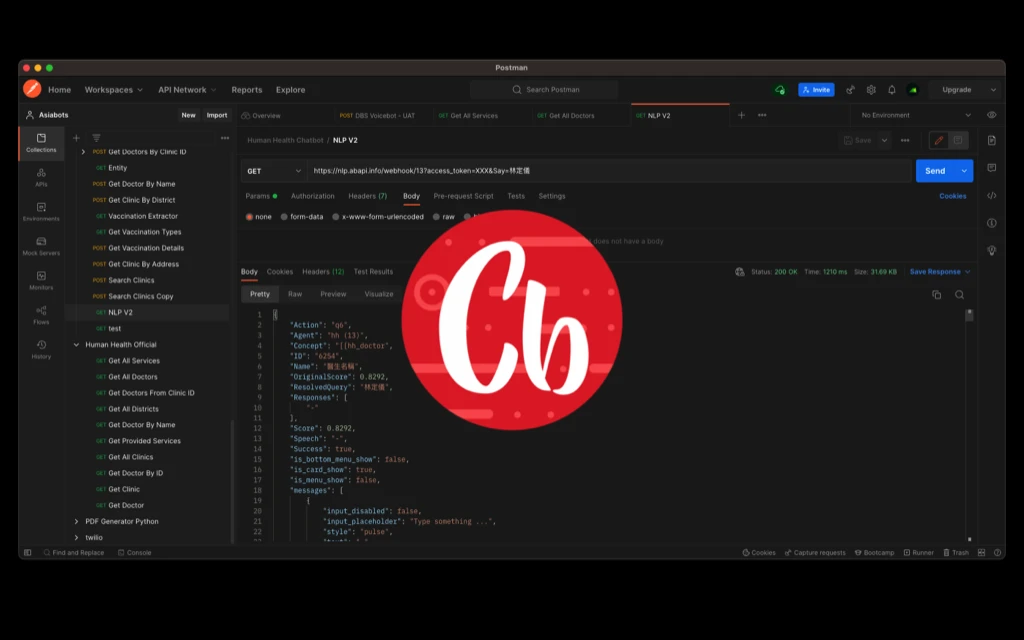 Postman
Home Workspaces API Network Reports Explore Search Postman Invite Upgrade
Asiabots New Import Overview POST DBS Voicebot - UAT GET Get All Services GET Get All Doctors GET NLP V2 No Environment
Human Health Chatbot / NLP V2 Save
GET https://nlp.abapi.info/webhook/13?access_token=XXX&Say=林定儀 Send
Params Authorization Headers (7) Body Pre-request Script Tests Settings Cookies
none form-data x-www-form-urlencoded raw
does not have a body
Collections
APIs
Environments
Mock Servers
Monitors
Flows
History
POST Get Doctors By Clinic ID
GET Entity
GET Get Doctor By Name
POST Get Clinic By District
GET Vaccination Extractor
GET Get Vaccination Types
POST Get Vaccination Details
POST Get Clinic By Address
POST Search Clinics
POST Search Clinics Copy
GET NLP V2
GET test
Human Health Official
GET Get All Services
GET Get All Doctors
GET Get Doctors From Clinic ID
GET Get All Districts
GET Get Doctor By Name
GET Get Provided Services
GET Get All Clinics
GET Get Doctor By ID
GET Get Clinic
GET Get Doctor
PDF Generator Python
twilio
Body Cookies Headers (12) Test Results Status: 200 OK Time: 1210 ms Size: 31.69 KB Save Response
Pretty Raw Preview Visualize
1 {
2 "Action": "q6",
3 "Agent": "hh (13)",
4 "Concept": "[[hh_doctor",
5 "ID": "6254",
6 "Name": "醫生名稱",
7 "OriginalScore": 0.8292,
8 "ResolvedQuery": "林定儀",
9 "Responses": [
10 "-"
11 ],
12 "Score": 0.8292,
13 "Speech": "-",
14 "Success": true,
15 "is_bottom_menu_show": false,
16 "is_card_show": true,
17 "is_menu_show": false,
18 "messages": [
19 {
20 "input_disabled": false,
21 "input_placeholder": "Type something ...",
22 "style": "pulse",
Cb
Find and Replace Console Cookies Capture requests Bootcamp Runner Trash